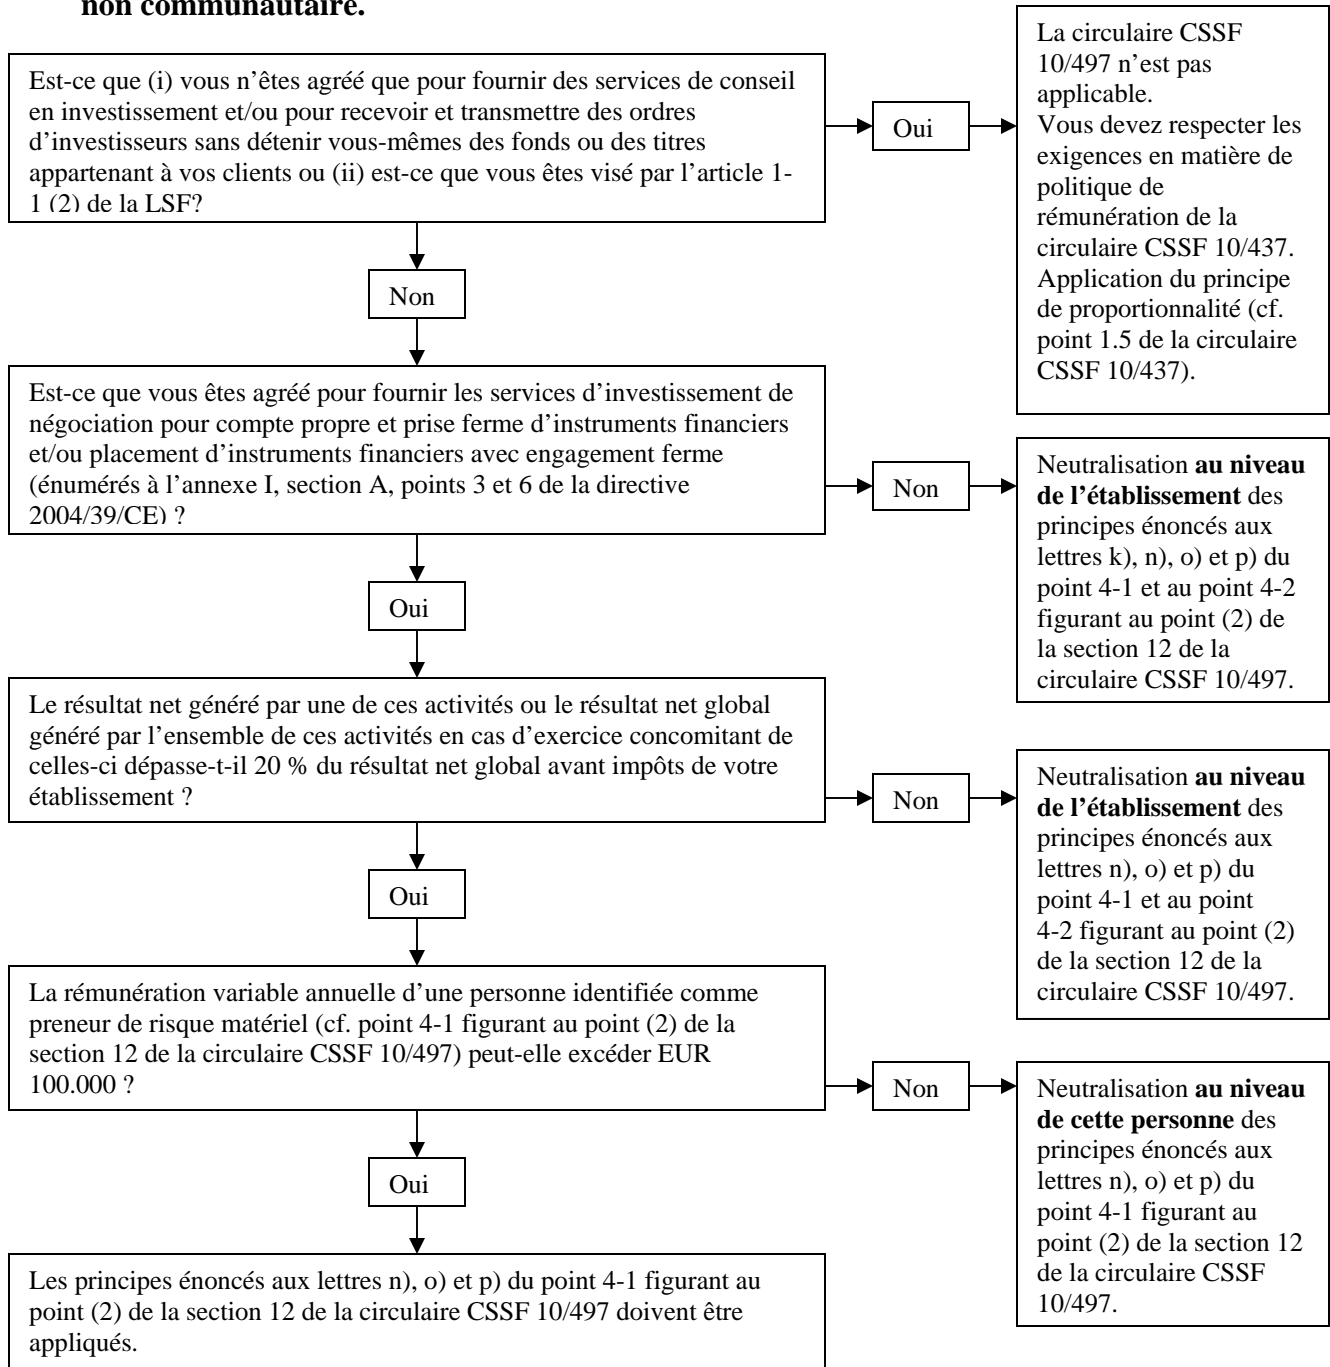 non communautaire.
Est-ce que (i) vous n’êtes agréé que pour fournir des services de conseil
en investissement et/ou pour recevoir et transmettre des ordres
d’investisseurs sans détenir vous-mêmes des fonds ou des titres
appartenant à vos clients ou (ii) est-ce que vous êtes visé par l’article 1-
1 (2) de la LSF?
Oui
La circulaire CSSF
10/497 n’est pas
applicable.
Vous devez respecter les
exigences en matière de
politique de
rémunération de la
circulaire CSSF 10/437.
Application du principe
de proportionnalité (cf.
point 1.5 de la circulaire
CSSF 10/437).
Non
Est-ce que vous êtes agréé pour fournir les services d’investissement de
négociation pour compte propre et prise ferme d’instruments financiers
et/ou placement d’instruments financiers avec engagement ferme
(énumérés à l’annexe I, section A, points 3 et 6 de la directive
2004/39/CE) ?
Non
Neutralisation au niveau
de l’établissement des
principes énoncés aux
lettres k), n), o) et p) du
point 4-1 et au point 4-2
figurant au point (2) de
la section 12 de la
circulaire CSSF 10/497.
Oui
Le résultat net généré par une de ces activités ou le résultat net global
généré par l’ensemble de ces activités en cas d’exercice concomitant de
celles-ci dépasse-t-il 20 % du résultat net global avant impôts de votre
établissement ?
Non
Neutralisation au niveau
de l’établissement des
principes énoncés aux
lettres n), o) et p) du
point 4-1 et au point
4-2 figurant au point (2)
de la section 12 de la
circulaire CSSF 10/497.
Oui
La rémunération variable annuelle d’une personne identifiée comme
preneur de risque matériel (cf. point 4-1 figurant au point (2) de la
section 12 de la circulaire CSSF 10/497) peut-elle excéder EUR
100.000 ?
Non
Neutralisation au niveau
de cette personne des
principes énoncés aux
lettres n), o) et p) du
point 4-1 figurant au
point (2) de la section 12
de la circulaire CSSF
10/497.
Oui
Les principes énoncés aux lettres n), o) et p) du point 4-1 figurant au
point (2) de la section 12 de la circulaire CSSF 10/497 doivent être
appliqués.